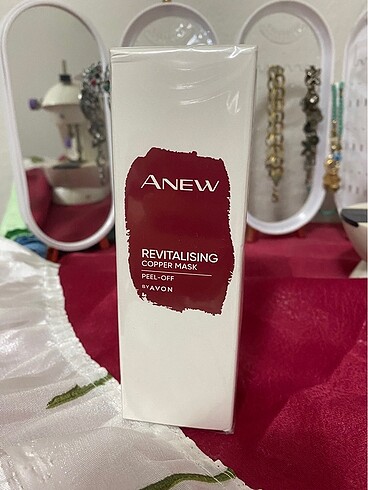 ANEW
REVITALISING
COPPER MASK
PEEL-OFF
BY AVON